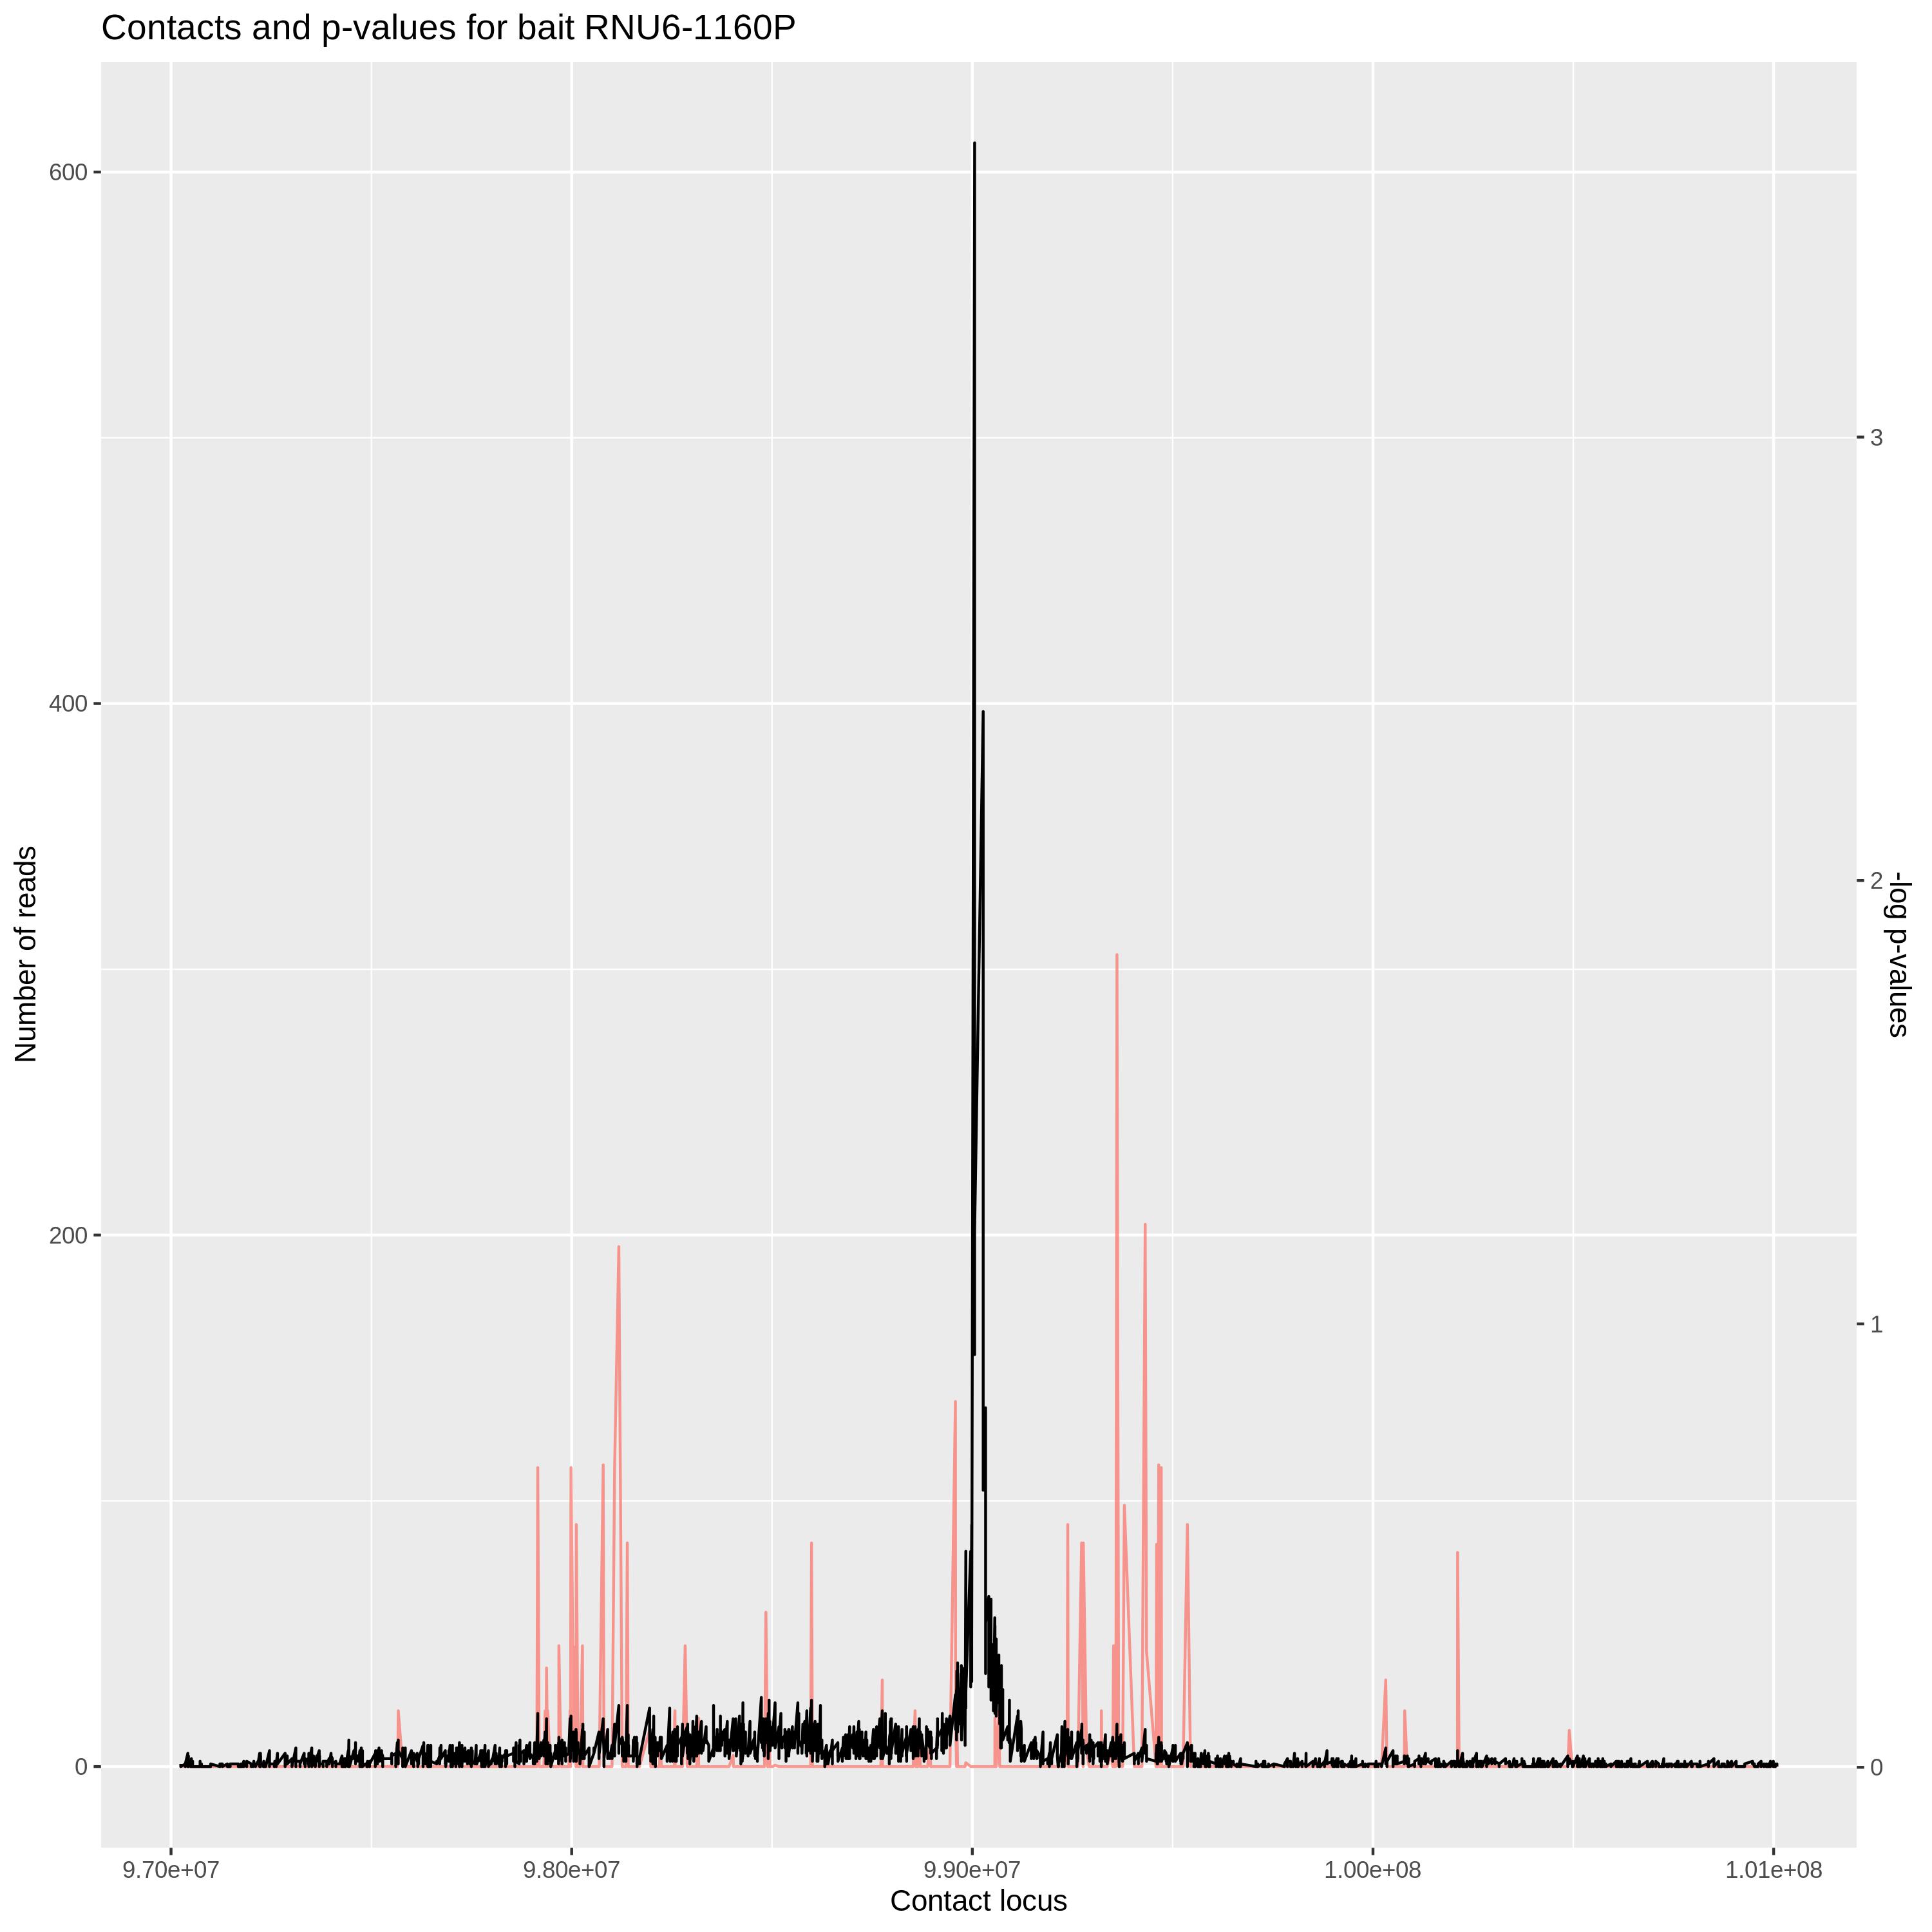 Contacts and p-values for bait RNU6-1160P
600
400
200
0
Number of reads
3
2
1
0
-log p-values
9.70e+07 9.80e+07 9.90e+07 1.00e+08 1.01e+08
Contact locus